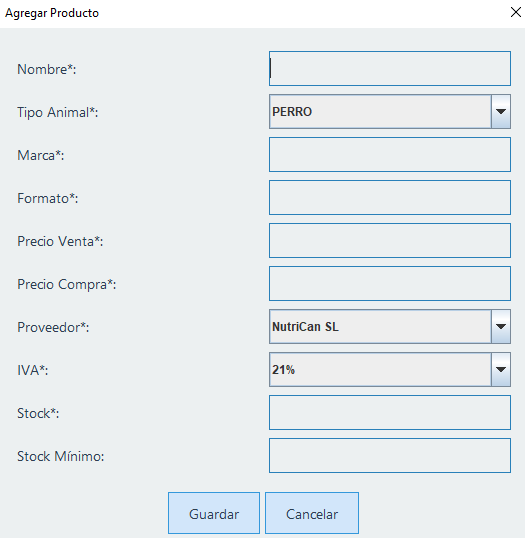 Agregar Producto
Nombre*:
Tipo Animal*: PERRO
Marca*:
Formato*:
Precio Venta*:
Precio Compra*:
Proveedor*: NutriCan SL
IVA*: 21%
Stock*:
Stock Mínimo:
Guardar Cancelar